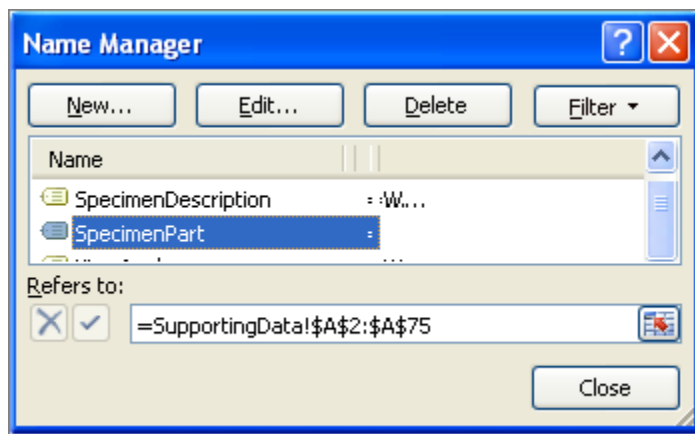 Name Manager
New... Edit... Delete Filter
Name
SpecimenDescription
SpecimenPart
Refers to:
=SupportingData!$A$2:$A$75
Close